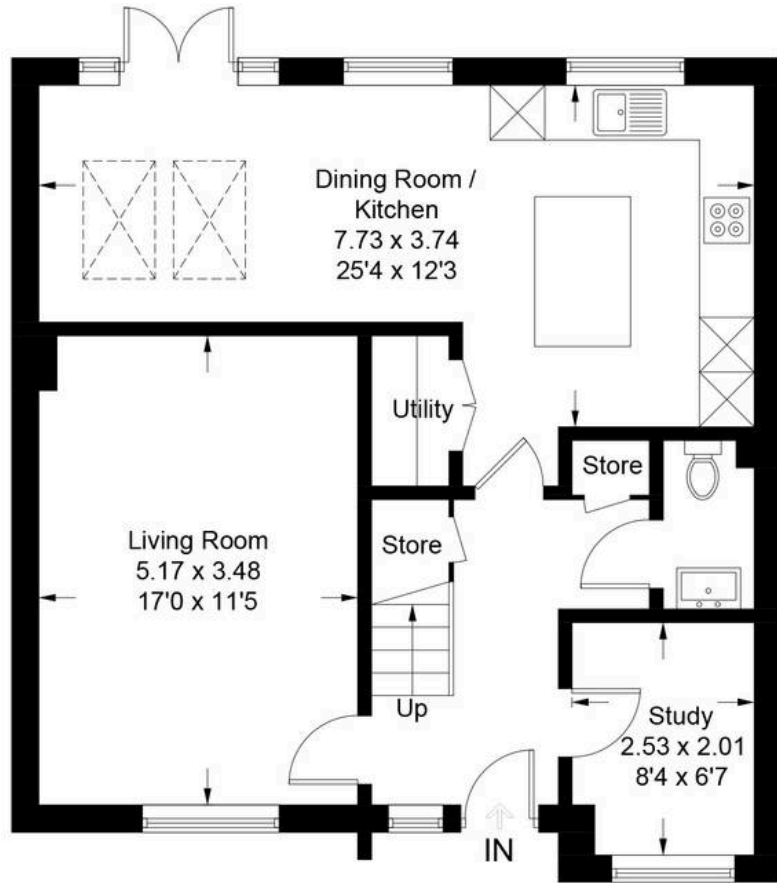 Dining Room /
Kitchen
7.73 x 3.74
25'4 x 12'3
Utility
Store
Store
Living Room
5.17 x 3.48
17'0 x 11'5
Up
Study
2.53 x 2.01
8'4 x 6'7
IN